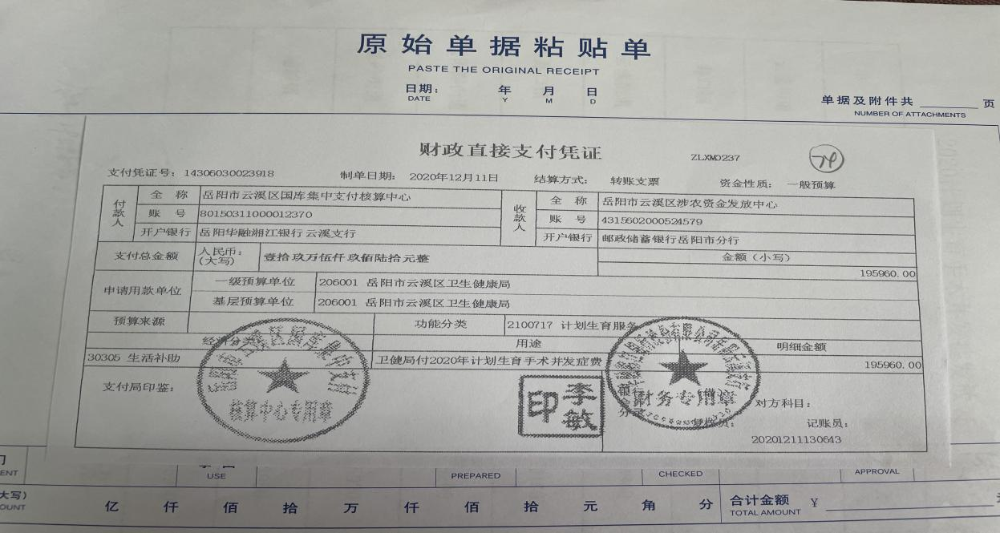 原始单据粘贴单
PASTE THE ORIGINAL RECEIPT
日期： 年 月 日
DATE Y M D
单据及附件共 页
NUMBER OF ATTACHMENTS
财政直接支付凭证 ZLXM0237
支付凭证号：14306030023918 制单日期： 2020年12月11日 结算方式： 转账支票 资金性质： 一般预算
付款人 全 称 岳阳市云溪区国库集中支付核算中心 收款人 全 称 岳阳市云溪区涉农资金发放中心
账 号 80150311000012370 账 号 4315602000524579
开户银行 岳阳华融湘江银行云溪支行 开户银行 邮政储蓄银行岳阳市分行
支付总金额 人民币：(大写) 壹拾玖万伍仟玖佰陆拾元整 金额（小写）
195960.00
申请用款单位 一级预算单位 206001 岳阳市云溪区卫生健康局
基层预算单位 206001 岳阳市云溪区卫生健康局
预算来源 功能分类 2100717 计划生育服务
经济分类 用途 明细金额
30305 生活补助 卫健局付2020年计划生育手术并发症费 195960.00
支付局印鉴：
核算中心专用章
印 李敏
财务专用章
对方科目：
复核员： 记账员：
20201211130643
ENT USE PREPARED CHECKED APPROVAL
大写）
OUNT 亿 仟 佰 拾 万 仟 佰 拾 元 角 分 合计金额 ￥
TOTAL AMOUNT